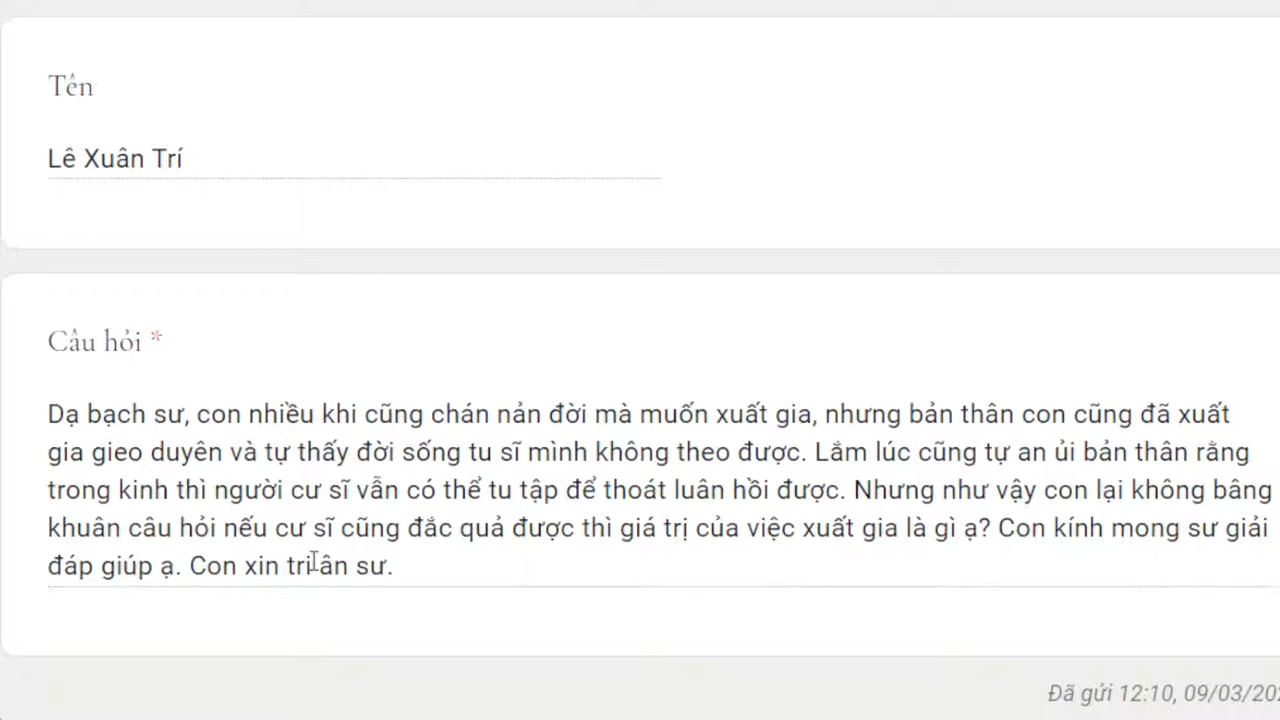 Tên
Lê Xuân Trí
Câu hỏi *
Dạ bạch sư, con nhiều khi cũng chán nản đời mà muốn xuất gia, nhưng bản thân con cũng đã xuất
gia gieo duyên và tự thấy đời sống tu sĩ mình không theo được. Lắm lúc cũng tự an ủi bản thân rằng
trong kinh thì người cư sĩ vẫn có thể tu tập để thoát luân hồi được. Nhưng như vậy con lại không bâng
khuân câu hỏi nếu cư sĩ cũng đắc quả được thì giá trị của việc xuất gia là gì ạ? Con kính mong sư giải
đáp giúp ạ. Con xin tri ân sư.
Đã gửi 12:10, 09/03/202